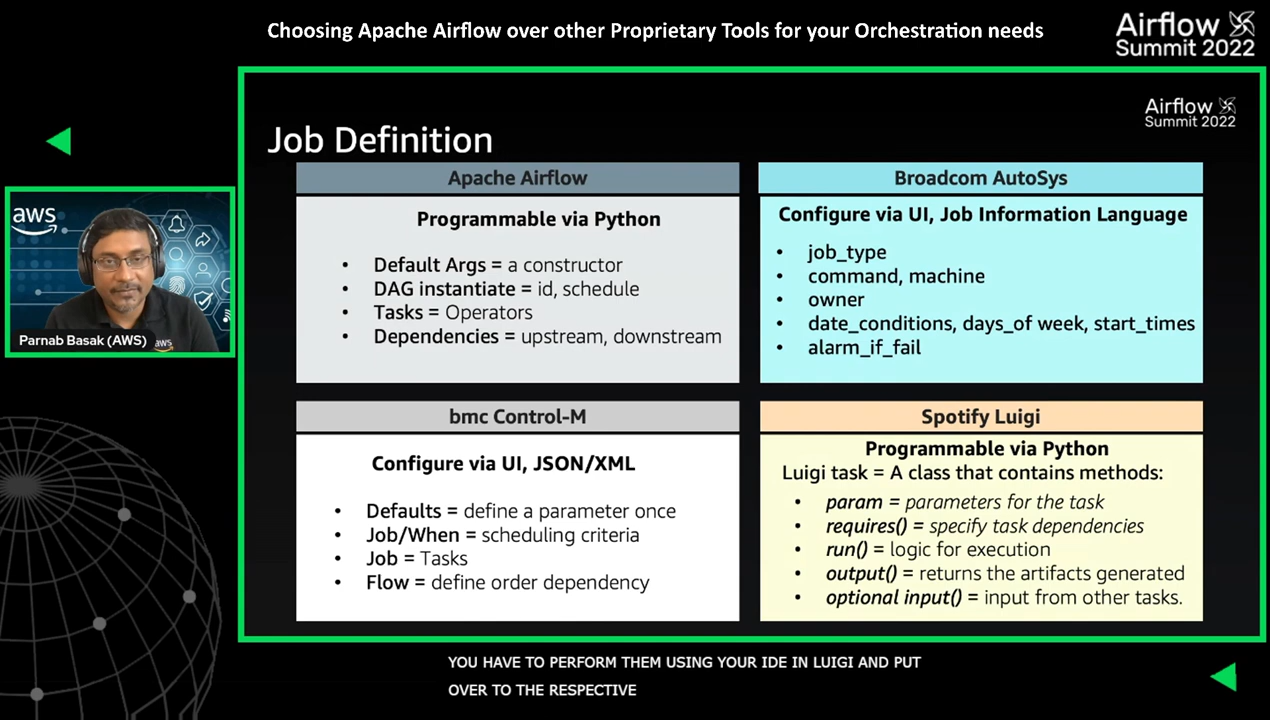 Choosing Apache Airflow over other Proprietary Tools for your Orchestration needs
Airflow
Summit 2022
Airflow
Summit 2022
Job Definition
Apache Airflow
Programmable via Python
• Default Args = a constructor
• DAG instantiate = id, schedule
• Tasks = Operators
• Dependencies = upstream, downstream
Broadcom AutoSys
Configure via UI, Job Information Language
• job_type
• command, machine
• owner
• date_conditions, days_of week, start_times
• alarm_if_fail
bmc Control-M
Configure via UI, JSON/XML
• Defaults = define a parameter once
• Job/When = scheduling criteria
• Job = Tasks
• Flow = define order dependency
Spotify Luigi
Programmable via Python
Luigi task = A class that contains methods:
• param = parameters for the task
• requires() = specify task dependencies
• run() = logic for execution
• output() = returns the artifacts generated
• optional input() = input from other tasks.
aws
Parnab Basak (AWS)
aws
YOU HAVE TO PERFORM THEM USING YOUR IDE IN LUIGI AND PUT
OVER TO THE RESPECTIVE